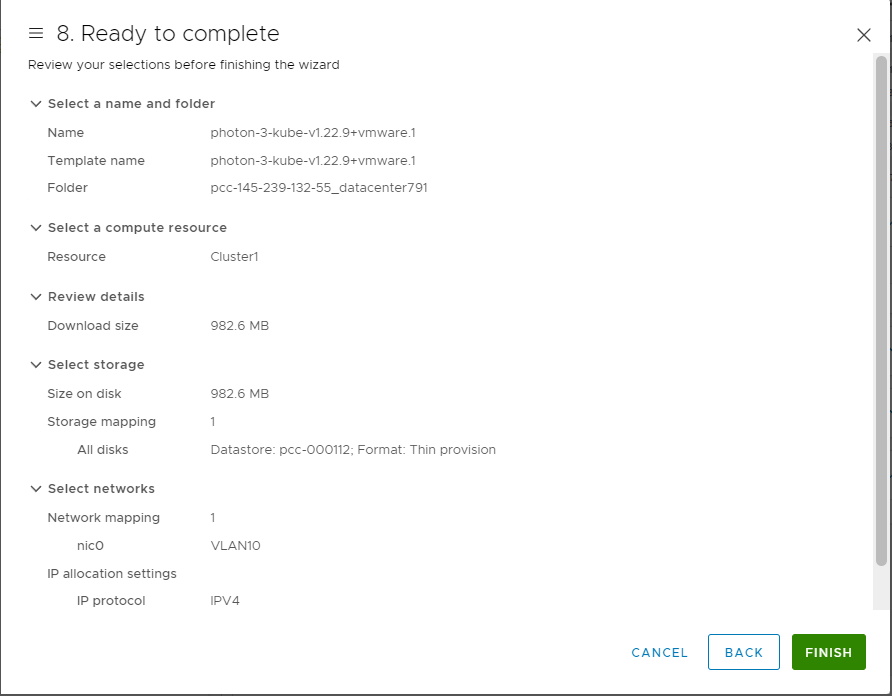 8. Ready to complete
Review your selections before finishing the wizard
Select a name and folder
Name photon-3-kube-v1.22.9+vmware.1
Template name photon-3-kube-v1.22.9+vmware.1
Folder pcc-145-239-132-55_datacenter791
Select a compute resource
Resource Cluster1
Review details
Download size 982.6 MB
Select storage
Size on disk 982.6 MB
Storage mapping 1
All disks Datastore: pcc-000112; Format: Thin provision
Select networks
Network mapping 1
nic0 VLAN10
IP allocation settings
IP protocol IPV4
CANCEL BACK FINISH